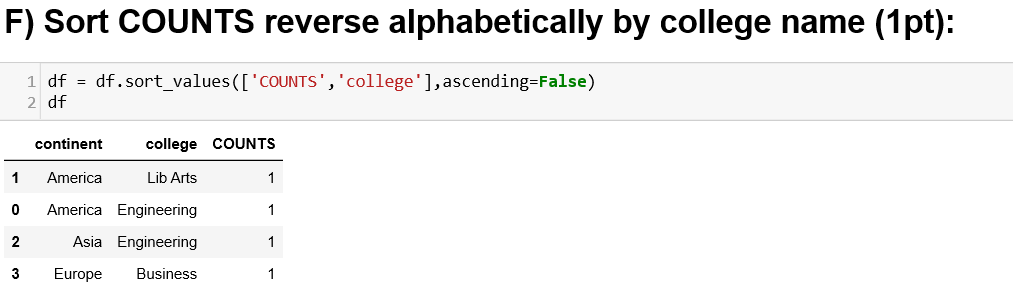 F) Sort COUNTS reverse alphabetically by college name (1pt):
1 df = df.sort_values(['COUNTS','college'],ascending=False)
2 df
continent college COUNTS
1 America Lib Arts 1
0 America Engineering 1
2 Asia Engineering 1
3 Europe Business 1